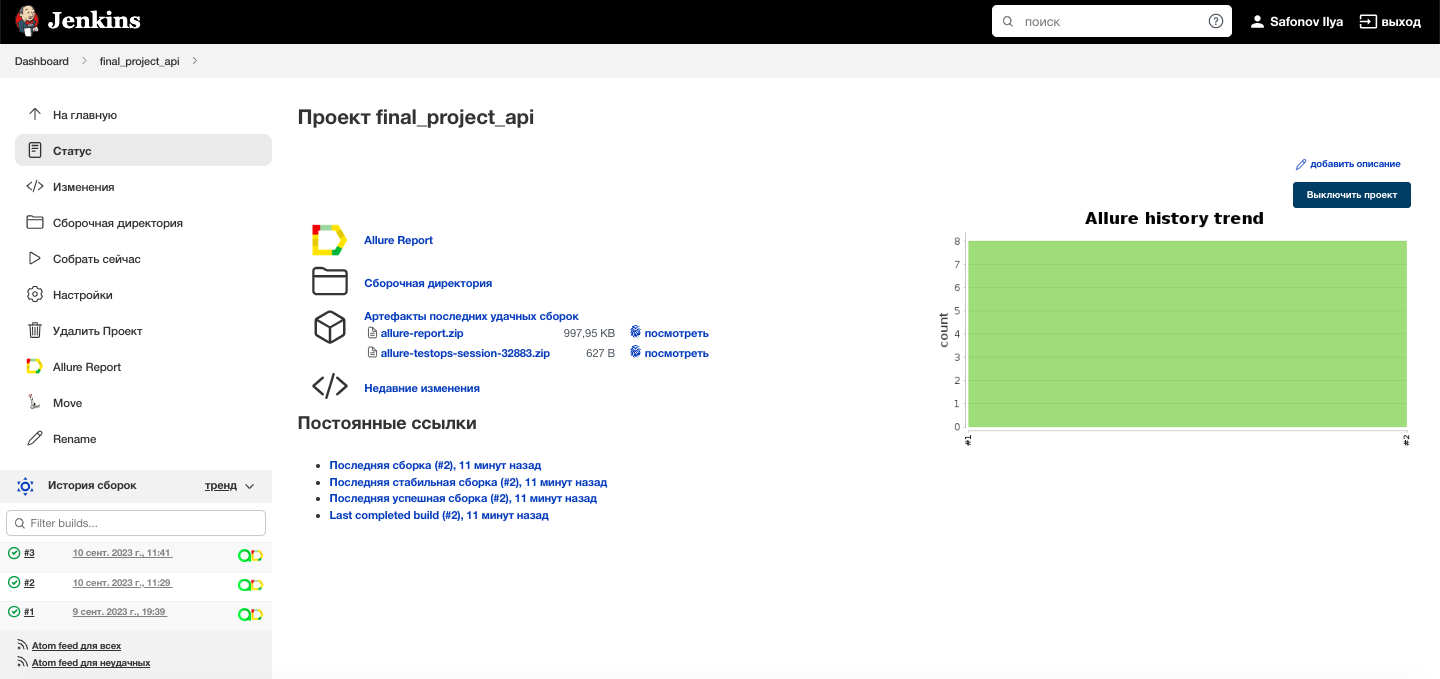 Jenkins
поиск
Safonov Ilya
выход
Dashboard
final_project_api
На главную
Статус
Изменения
Сборочная директория
Собрать сейчас
Настройки
Удалить Проект
Allure Report
Move
Rename
История сборок
тренд
Filter builds...
#3 10 сент. 2023 г., 11:41
#2 10 сент. 2023 г., 11:29
#1 9 сент. 2023 г., 19:39
Atom feed для всех
Atom feed для неудачных
Проект final_project_api
добавить описание
Выключить проект
Allure Report
Сборочная директория
Артефакты последних удачных сборок
allure-report.zip 997,95 KB посмотреть
allure-testops-session-32883.zip 627 B посмотреть
Недавние изменения
Постоянные ссылки
Последняя сборка (#2), 11 минут назад
Последняя стабильная сборка (#2), 11 минут назад
Последняя успешная сборка (#2), 11 минут назад
Last completed build (#2), 11 минут назад
Allure history trend
count
8
7
6
5
4
3
2
1
0
#1
#2